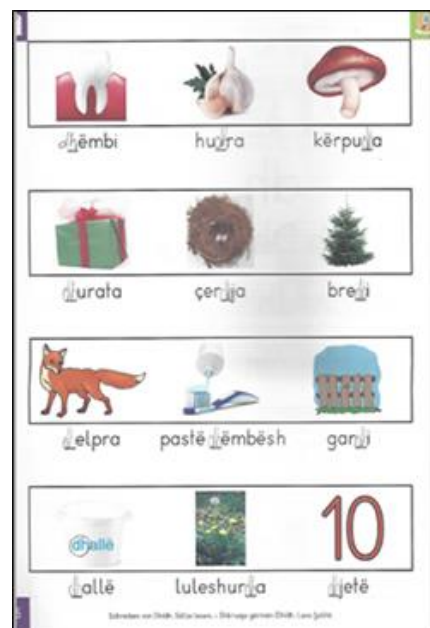 dhëmbi hudhra kërpudha
dhurata çerdhja bredhi
dhelpra pastë dhëmbësh gardhi
dhallë 10
dhallë luleshurdha dhjetë